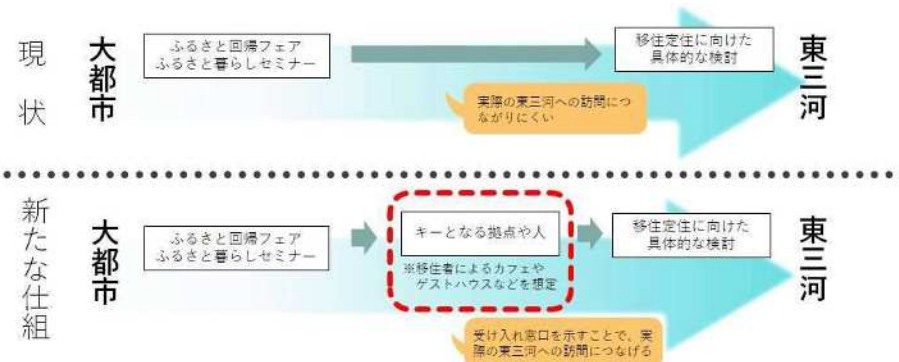 現状
大都市
ふるさと回帰フェア
ふるさと暮らしセミナー
移住定住に向けた
具体的な検討
東三河
実際の東三河への訪問につ
ながりにくい
新たな仕組
大都市
ふるさと回帰フェア
ふるさと暮らしセミナー
キーとなる拠点や人
※移住者によるカフェや
ゲストハウスなどを想定
移住定住に向けた
具体的な検討
東三河
受け入れ窓口を示すことで、実
際の東三河への訪問につなげる